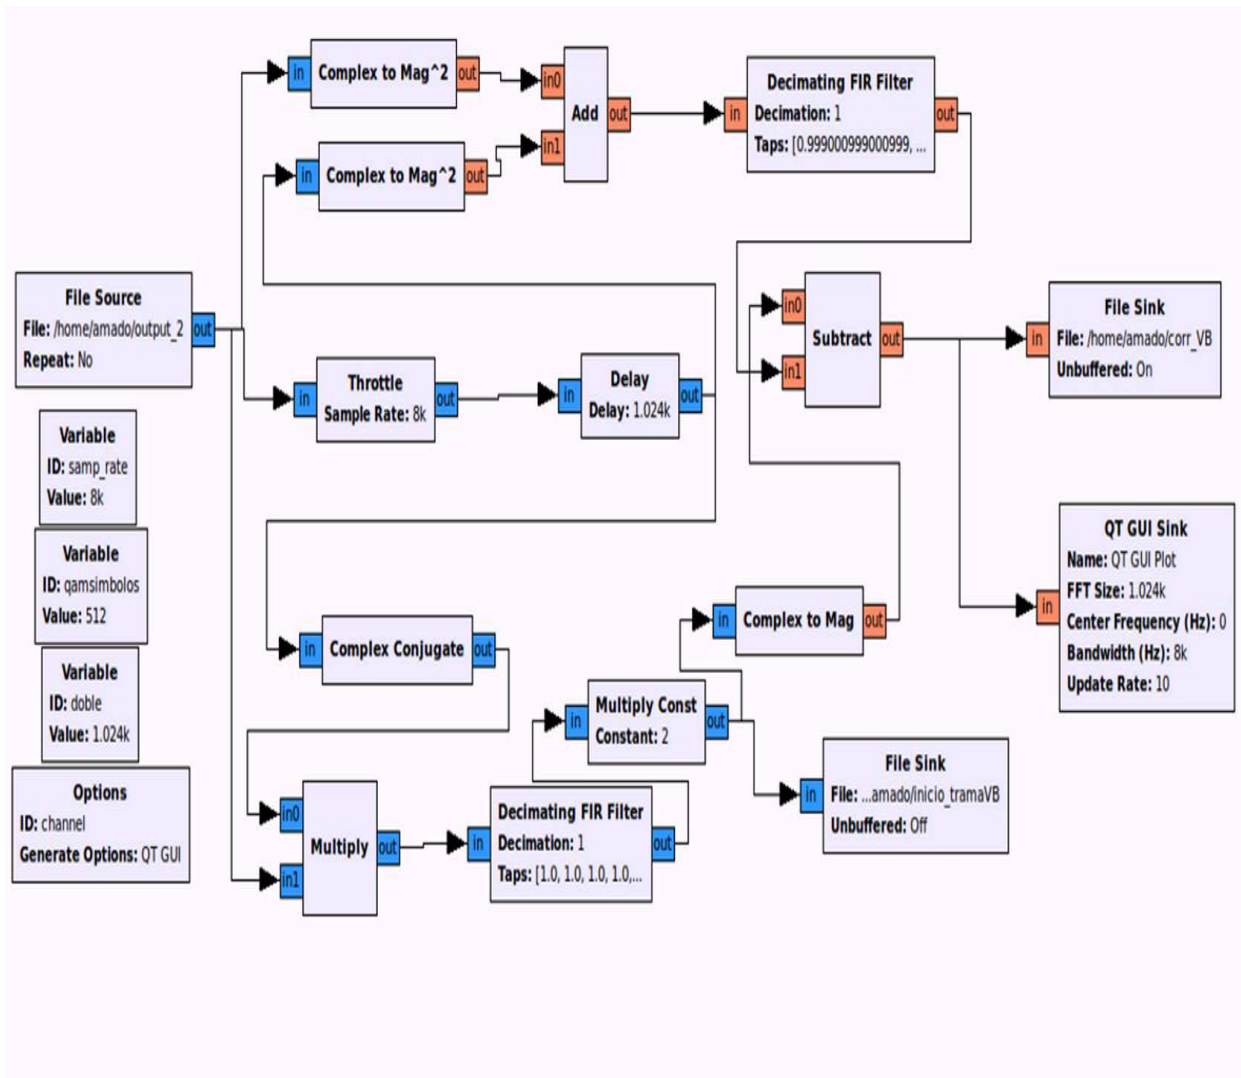 in
Complex to Mag^2
out
in0
in1
Add
out
in
Decimating FIR Filter
Decimation: 1
Taps: [0.999000999000999, ...
out
in
Complex to Mag^2
out
File Source
File: /home/amado/output_2
Repeat: No
out
in
Throttle
Sample Rate: 8k
out
in
Delay
Delay: 1.024k
out
in0
in1
Subtract
out
in
File Sink
File: /home/amado/corr_VB
Unbuffered: On
Variable
ID: samp_rate
Value: 8k
Variable
ID: qamsimbolos
Value: 512
Variable
ID: doble
Value: 1.024k
Options
ID: channel
Generate Options: QT GUI
in
QT GUI Sink
Name: QT GUI Plot
FFT Size: 1.024k
Center Frequency (Hz): 0
Bandwidth (Hz): 8k
Update Rate: 10
in
Complex Conjugate
out
in
Complex to Mag
out
in
Multiply Const
Constant: 2
out
in
File Sink
File: ...amado/inicio_tramaVB
Unbuffered: Off
in0
in1
Multiply
out
in
Decimating FIR Filter
Decimation: 1
Taps: [1.0, 1.0, 1.0, 1.0,...
out